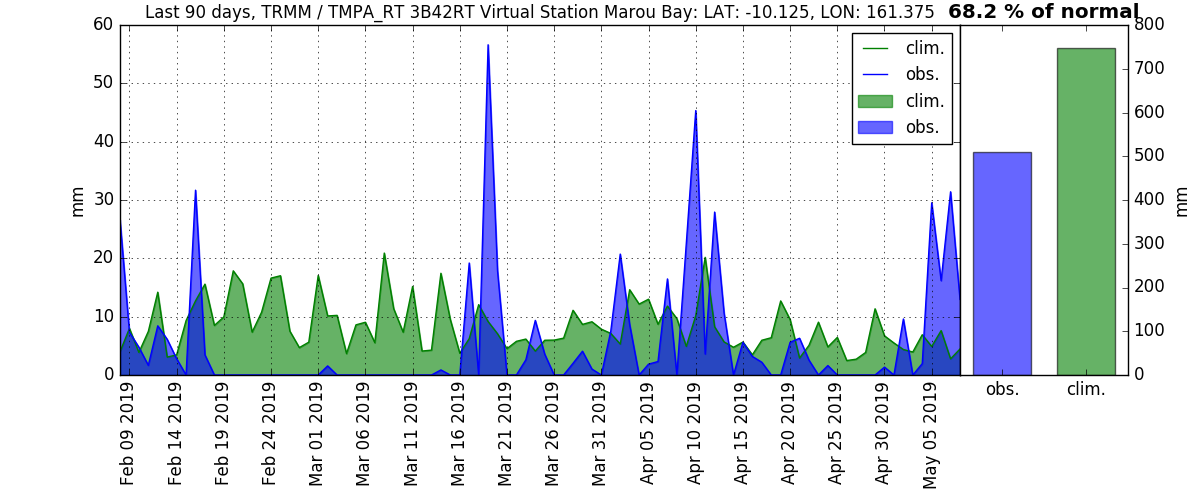 Last 90 days, TRMM / TMPA_RT 3B42RT Virtual Station Marou Bay: LAT: -10.125, LON: 161.375 68.2 % of normal
60
50
40
30
20
10
0
mm
clim.
obs.
clim.
obs.
Feb 09 2019
Feb 14 2019
Feb 19 2019
Feb 24 2019
Mar 01 2019
Mar 06 2019
Mar 11 2019
Mar 16 2019
Mar 21 2019
Mar 26 2019
Mar 31 2019
Apr 05 2019
Apr 10 2019
Apr 15 2019
Apr 20 2019
Apr 25 2019
Apr 30 2019
May 05 2019
800
700
600
500
400
300
200
100
0
mm
obs.
clim.